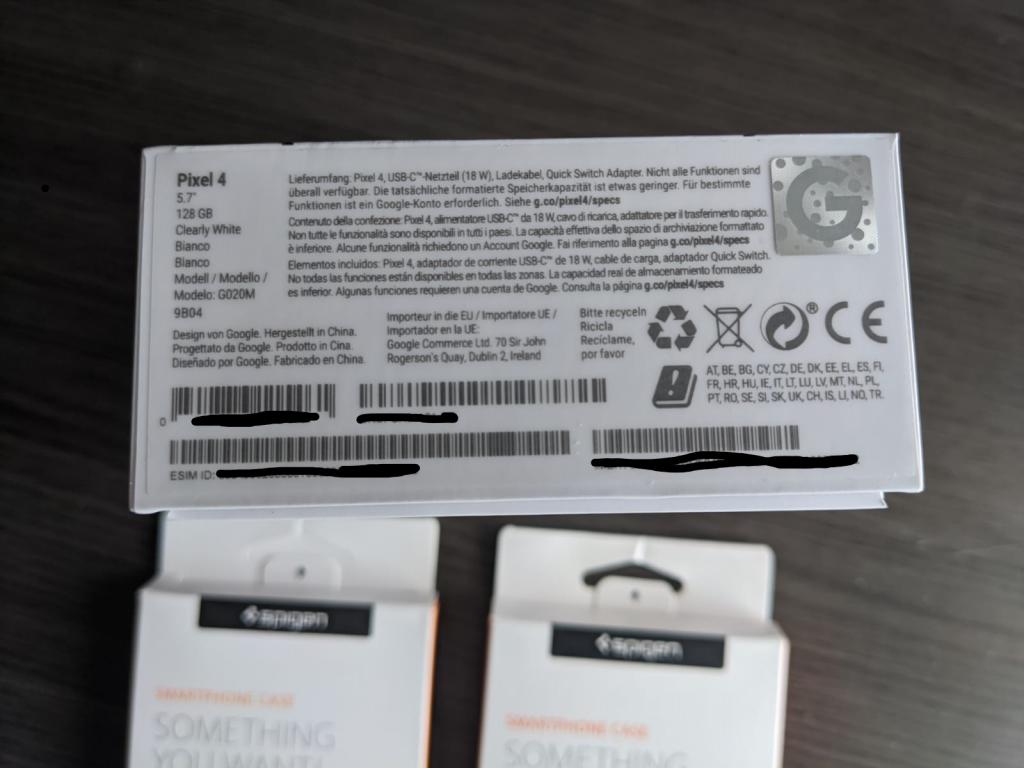 Pixel 4
5.7"
128 GB
Clearly White
Bianco
Blanco
Modell / Modello /
Modelo: G020M
9B04
Lieferumfang: Pixel 4, USB-C™-Netzteil (18 W), Ladekabel, Quick Switch Adapter. Nicht alle Funktionen sind
überall verfügbar. Die tatsächliche formatierte Speicherkapazität ist etwas geringer. Für bestimmte
Funktionen ist ein Google-Konto erforderlich. Siehe g.co/pixel4/specs
Contenuto della confezione: Pixel 4, alimentatore USB-C™ da 18 W, cavo di ricarica, adattatore per il trasferimento rapido.
Non tutte le funzionalità sono disponibili in tutti i paesi. La capacità effettiva dello spazio di archiviazione formattato
è inferiore. Alcune funzionalità richiedono un Account Google. Fai riferimento alla pagina g.co/pixel4/specs
Elementos incluidos: Pixel 4, adaptador de corriente USB-C™ de 18 W, cable de carga, adaptador Quick Switch.
No todas las funciones están disponibles en todas las zonas. La capacidad real de almacenamiento formateado
es inferior. Algunas funciones requieren una cuenta de Google. Consulta la página g.co/pixel4/specs
G
Design von Google. Hergestellt in China.
Progettato da Google. Prodotto in Cina.
Diseñado por Google. Fabricado en China.
Importeur in die EU / Importatore UE /
Importador en la UE:
Google Commerce Ltd. 70 Sir John
Rogerson's Quay, Dublin 2, Ireland
Bitte recyceln
Ricicla
Recíclame,
por favor
® CE
AT, BE, BG, CY, CZ, DE, DK, EE, EL, ES, FI,
FR, HR, HU, IE, IT, LT, LU, LV, MT, NL, PL,
PT, RO, SE, SI, SK, UK, CH, IS, LI, NO, TR.
0
ESIM ID:
spigen
SMARTPHONE CASE
SOMETHING
YOU WANT!
spigen
SMARTPHONE CASE
SOMETHING